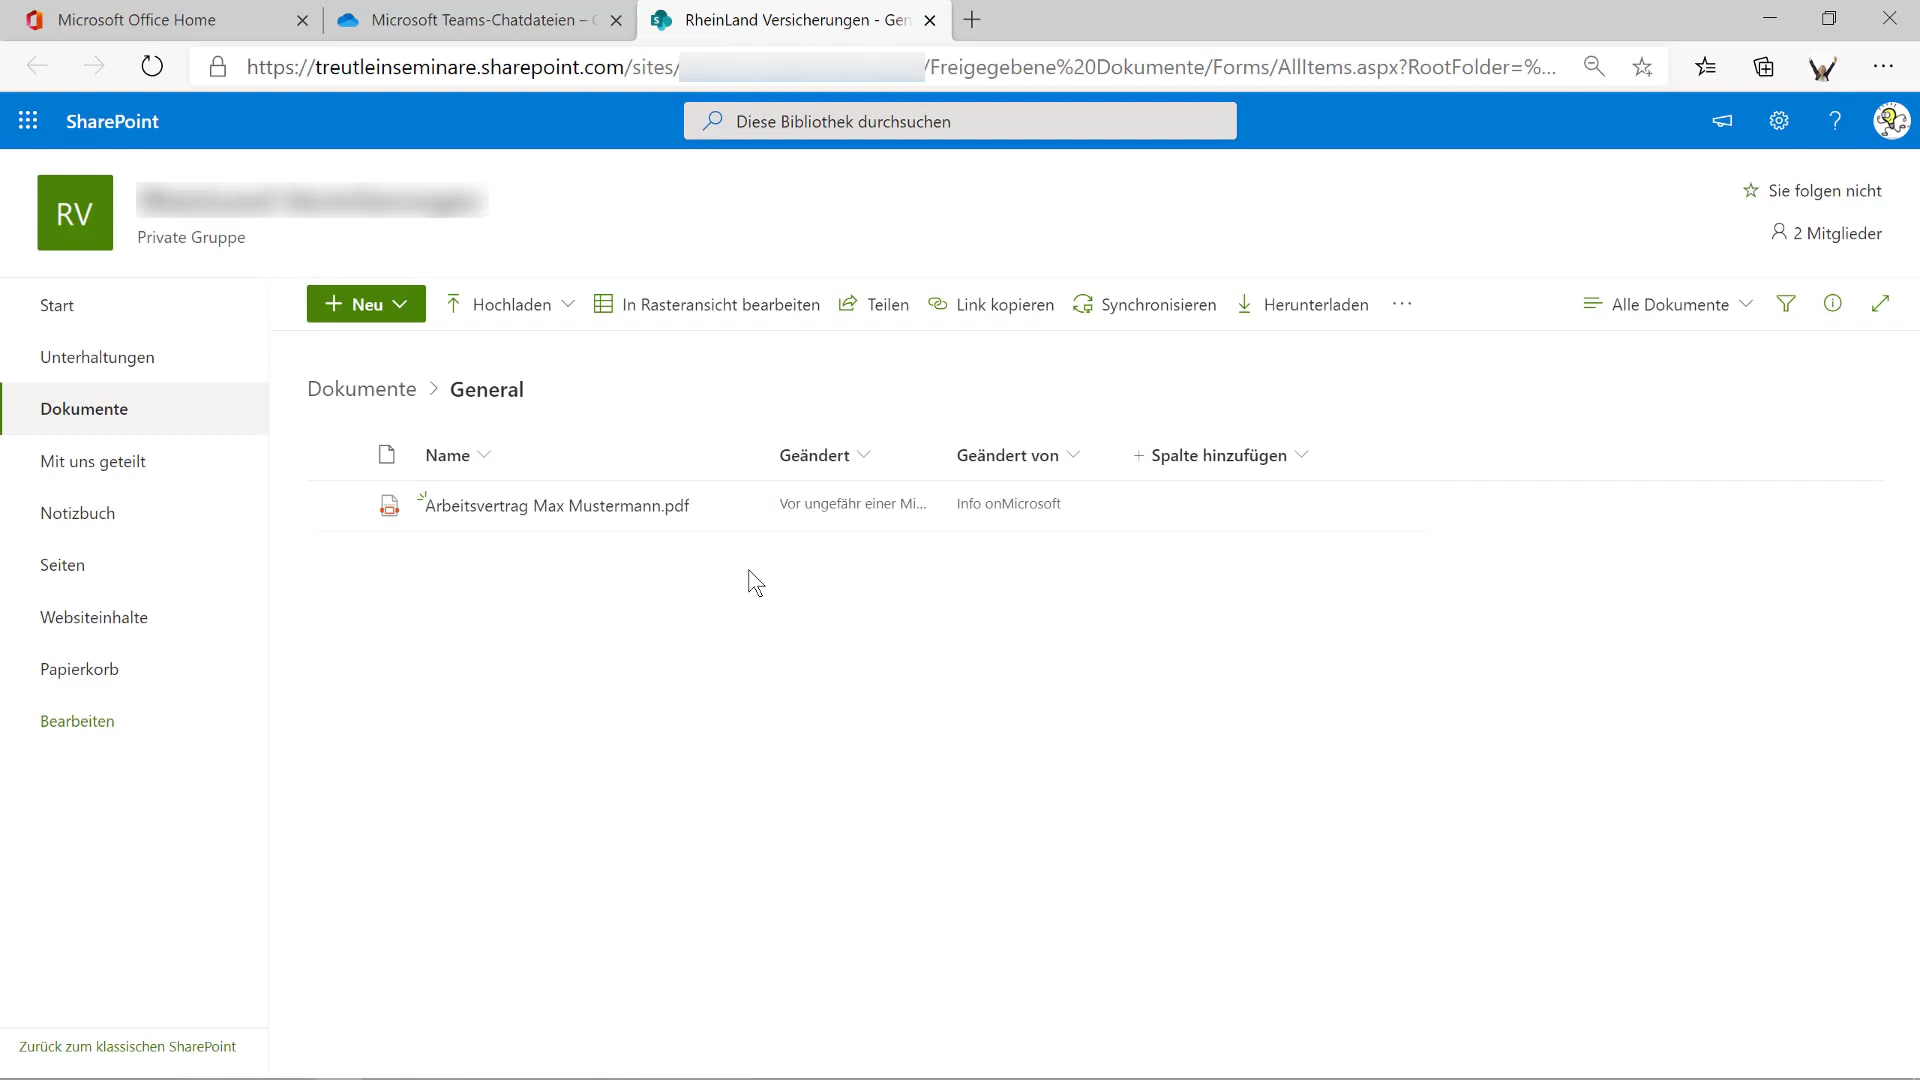 Microsoft Office Home
Microsoft Teams-Chatdateien –
RheinLand Versicherungen - Gen
https://treutleinseminare.sharepoint.com/sites/
/Freigegebene%20Dokumente/Forms/AllItems.aspx?RootFolder=%...
SharePoint
Diese Bibliothek durchsuchen
?
RV
Private Gruppe
Sie folgen nicht
2 Mitglieder
Neu
Hochladen
In Rasteransicht bearbeiten
Teilen
Link kopieren
Synchronisieren
Herunterladen
...
Alle Dokumente
Start
Unterhaltungen
Dokumente
Mit uns geteilt
Notizbuch
Seiten
Websiteinhalte
Papierkorb
Bearbeiten
Dokumente > General
Name
Geändert
Geändert von
+ Spalte hinzufügen
Arbeitsvertrag Max Mustermann.pdf
Vor ungefähr einer Mi...
Info onMicrosoft
Zurück zum klassischen SharePoint